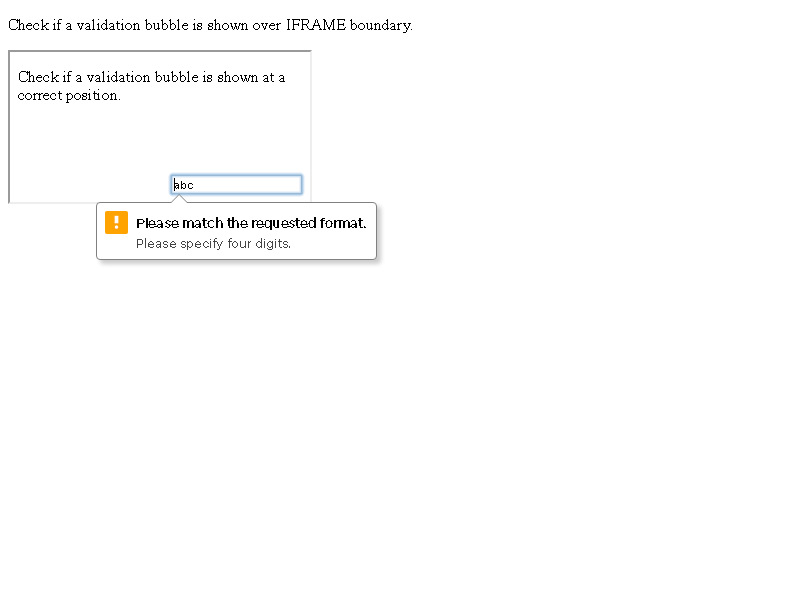 Check if a validation bubble is shown over IFRAME boundary.
Check if a validation bubble is shown at a
correct position.
abc
! Please match the requested format.
Please specify four digits.